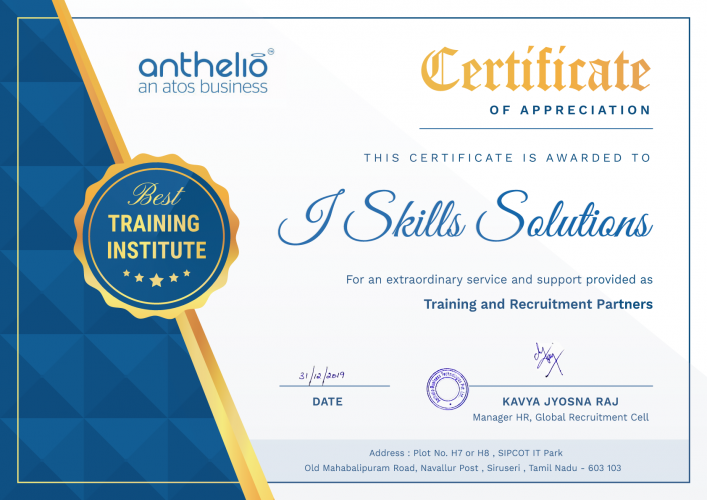 anthelio
TM
an atos business
Certificate
OF APPRECIATION
THIS CERTIFICATE IS AWARDED TO
Best
TRAINING
INSTITUTE
I Skills Solutions
For an extraordinary service and support provided as
Training and Recruitment Partners
31/12/2019
DATE
KAVYA JYOSNA RAJ
Manager HR, Global Recruitment Cell
Address : Plot No. H7 or H8 , SIPCOT IT Park
Old Mahabalipuram Road, Navallur Post , Siruseri , Tamil Nadu - 603 103